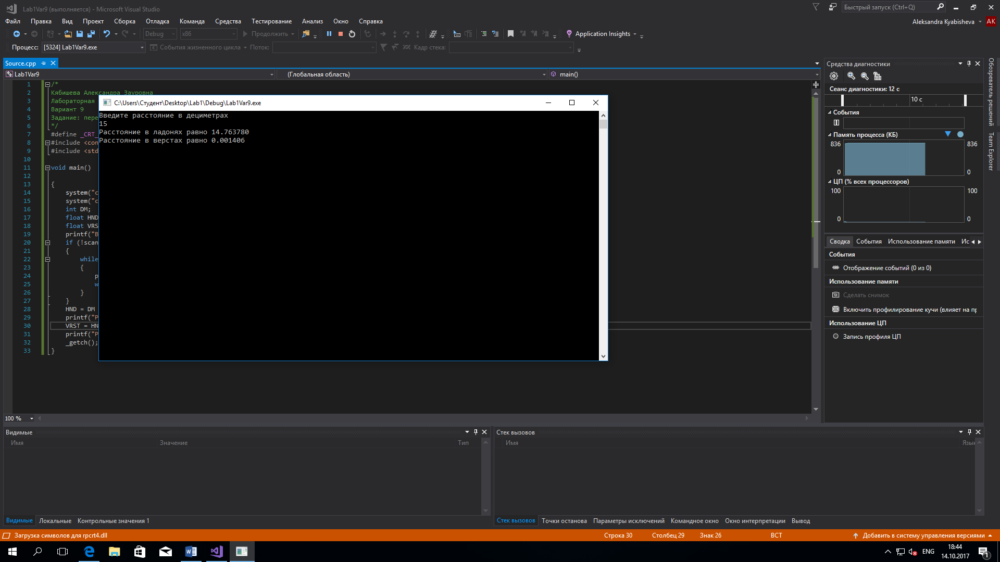 Lab1Var9 (выполняется) - Microsoft Visual Studio
Быстрый запуск (Ctrl+Q)
Файл Правка Вид Проект Сборка Отладка Команда Средства Тестирование Анализ Окно Справка
Aleksandra Kyabisheva AK
Debug x86 Продолжить Application Insights
Процесс: [5324] Lab1Var9.exe События жизненного цикла Поток: Кадр стека:
Source.cpp
Lab1Var9 (Глобальная область) main()
1 /*
2 Кябишева Александра Зауровна
3 Лабораторная
4 Вариант 9
5 Задание: пере
6 */
7 #define _CRT_
8 #include <con
9 #include <std
10
11 void main()
12
13 {
14 system("c
15 system("c
16 int DM;
17 float HND
18 float VRS
19 printf("В
20 if (!scan
21 {
22 while
23 {
24 p
25 w
26 }
27 }
28 HND = DM
29 printf("Р
30 VRST = HN
31 printf("Р
32 _getch();
33 }
C:\Users\Студент\Desktop\Lab1\Debug\Lab1Var9.exe
Введите расстояние в дециметрах
15
Расстояние в ладонях равно 14.763780
Расстояние в верстах равно 0.001406
100 %
Средства диагностики
Сеанс диагностики: 12 с
10 с
События
Память процесса (КБ)
836 836
0 0
ЦП (% всех процессоров)
100 100
0 0
Сводка События Использование памяти Ис
События
Отображение событий (0 из 0)
Использование памяти
Сделать снимок
Включить профилирование кучи (влияет на пр
Использование ЦП
Запись профиля ЦП
Обозреватель решений
Team Explorer
Видимые
Имя Значение Тип
Видимые Локальные Контрольные значения 1
Стек вызовов
Имя Язык
Стек вызовов Точки останова Параметры исключений Командное окно Окно интерпретации Вывод
Загрузка символов для rpcrt4.dll
Строка 30 Столбец 29 Знак 26 ВСТ
Добавить в систему управления версиями
ENG
18:44
14.10.2017
1